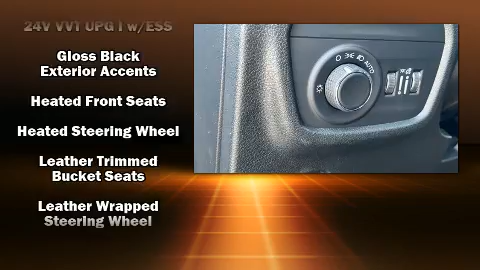 24V VVT UPG I w/ESS
Gloss Black
Exterior Accents
Heated Front Seats
Heated Steering Wheel
Leather Trimmed
Bucket Seats
Leather Wrapped
Steering Wheel
AUTO